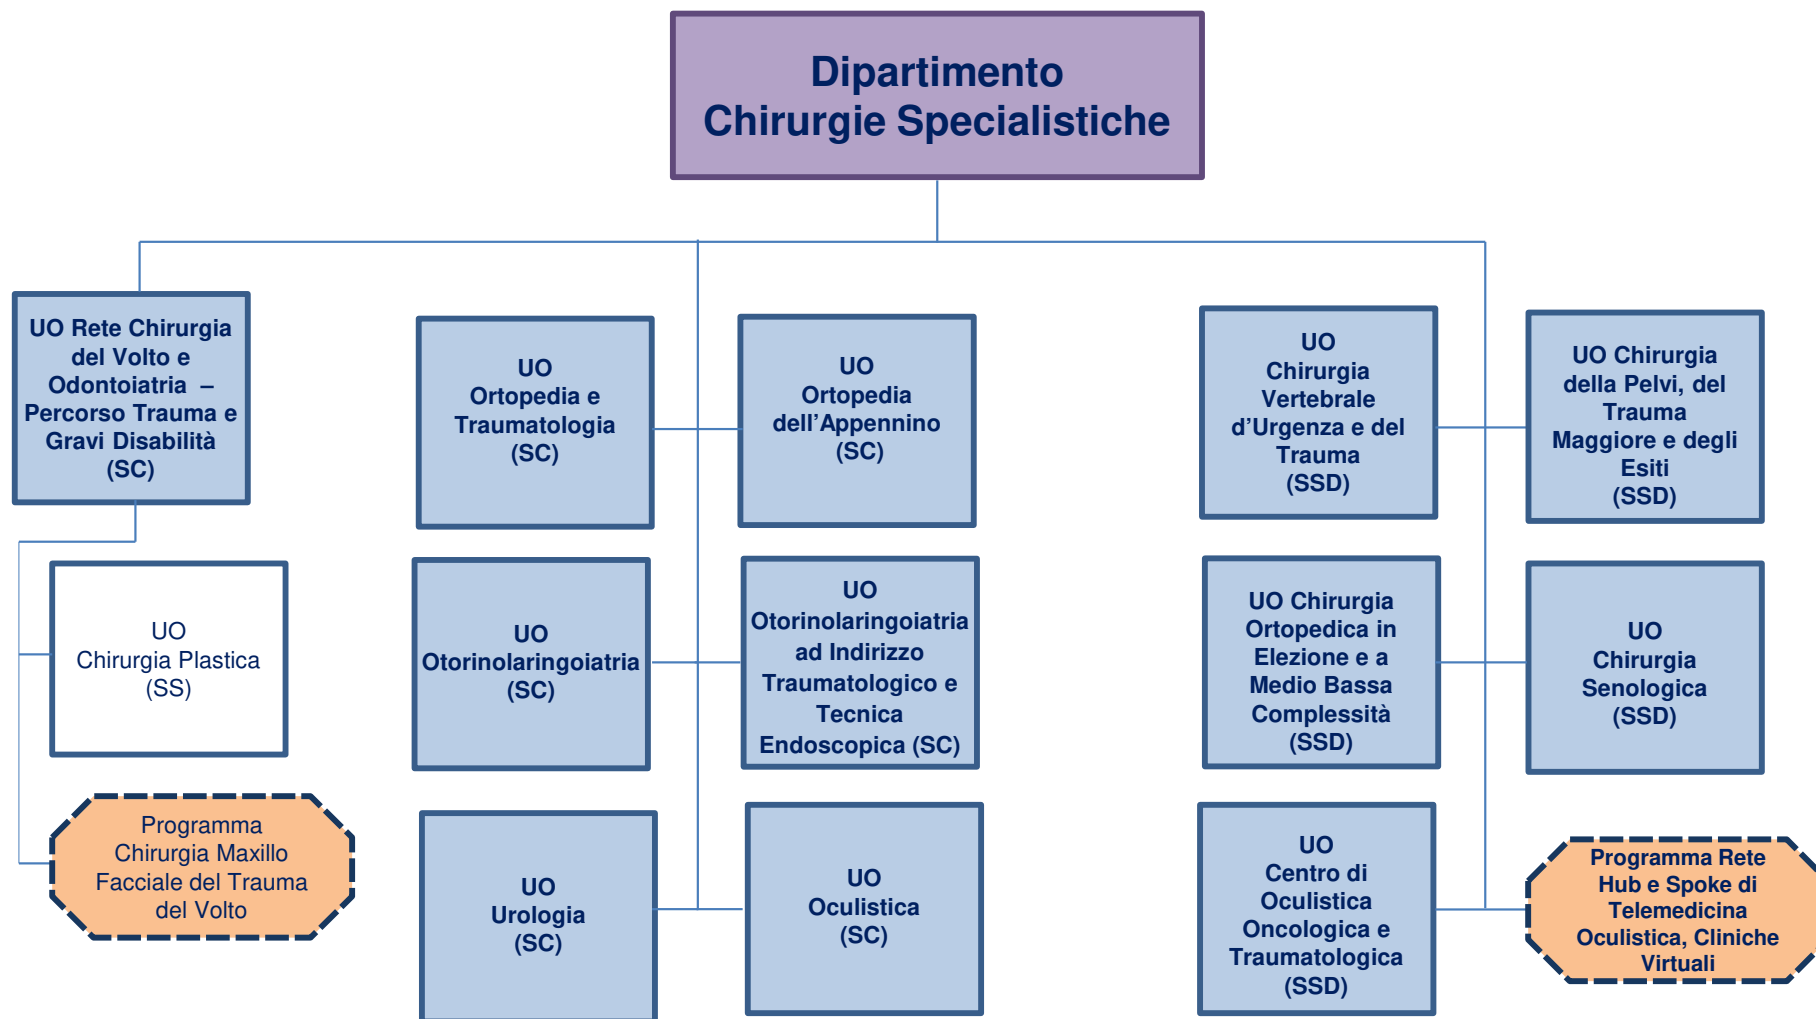 Dipartimento
Chirurgie Specialistiche
UO Rete Chirurgia
del Volto e
Odontoiatria –
Percorso Trauma e
Gravi Disabilità
(SC)
UO
Chirurgia Plastica
(SS)
Programma
Chirurgia Maxillo
Facciale del Trauma
del Volto
UO
Ortopedia e
Traumatologia
(SC)
UO
Ortopedia
dell’Appennino
(SC)
UO
Otorinolaringoiatria
(SC)
UO
Otorinolaringoiatria
ad Indirizzo
Traumatologico e
Tecnica
Endoscopica (SC)
UO
Urologia
(SC)
UO
Oculistica
(SC)
UO
Chirurgia
Vertebrale
d’Urgenza e del
Trauma
(SSD)
UO Chirurgia
della Pelvi, del
Trauma
Maggiore e degli
Esiti
(SSD)
UO Chirurgia
Ortopedica in
Elezione e a
Medio Bassa
Complessità
(SSD)
UO
Chirurgia
Senologica
(SSD)
UO
Centro di
Oculistica
Oncologica e
Traumatologica
(SSD)
Programma Rete
Hub e Spoke di
Telemedicina
Oculistica, Cliniche
Virtuali